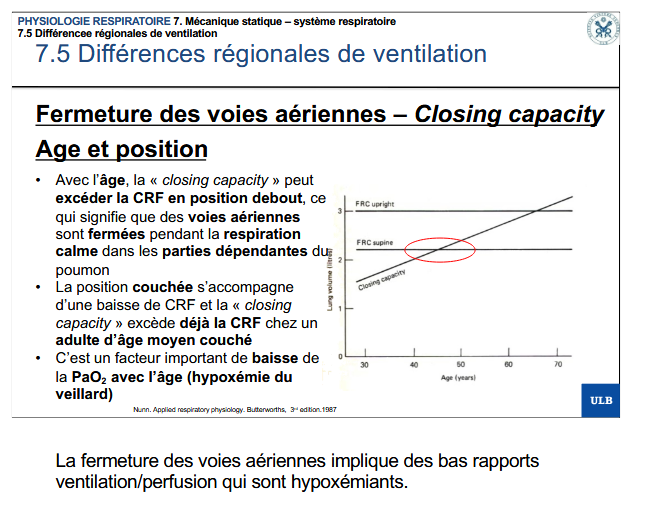 PHYSIOLOGIE RESPIRATOIRE 7. Mécanique statique – système respiratoire
7.5 Différencee régionales de ventilation
7.5 Différences régionales de ventilation
Fermeture des voies aériennes – Closing capacity
Age et position
• Avec l'âge, la « closing capacity » peut
excéder la CRF en position debout, ce
qui signifie que des voies aériennes
sont fermées pendant la respiration
calme dans les parties dépendantes du
poumon
• La position couchée s'accompagne
d'une baisse de CRF et la « closing
capacity » excède déjà la CRF chez un
adulte d'âge moyen couché
• C'est un facteur important de baisse de
la PaO2 avec l'âge (hypoxémie du
veillard)
FRC upright
FRC supine
Closing capacity
Lung volume (litres)
3
2
1
0
30 40 50 60 70
Age (years)
Nunn. Applied respiratory physiology. Butterworths, 3rd edition.1987
ULB
La fermeture des voies aériennes implique des bas rapports
ventilation/perfusion qui sont hypoxémiants.